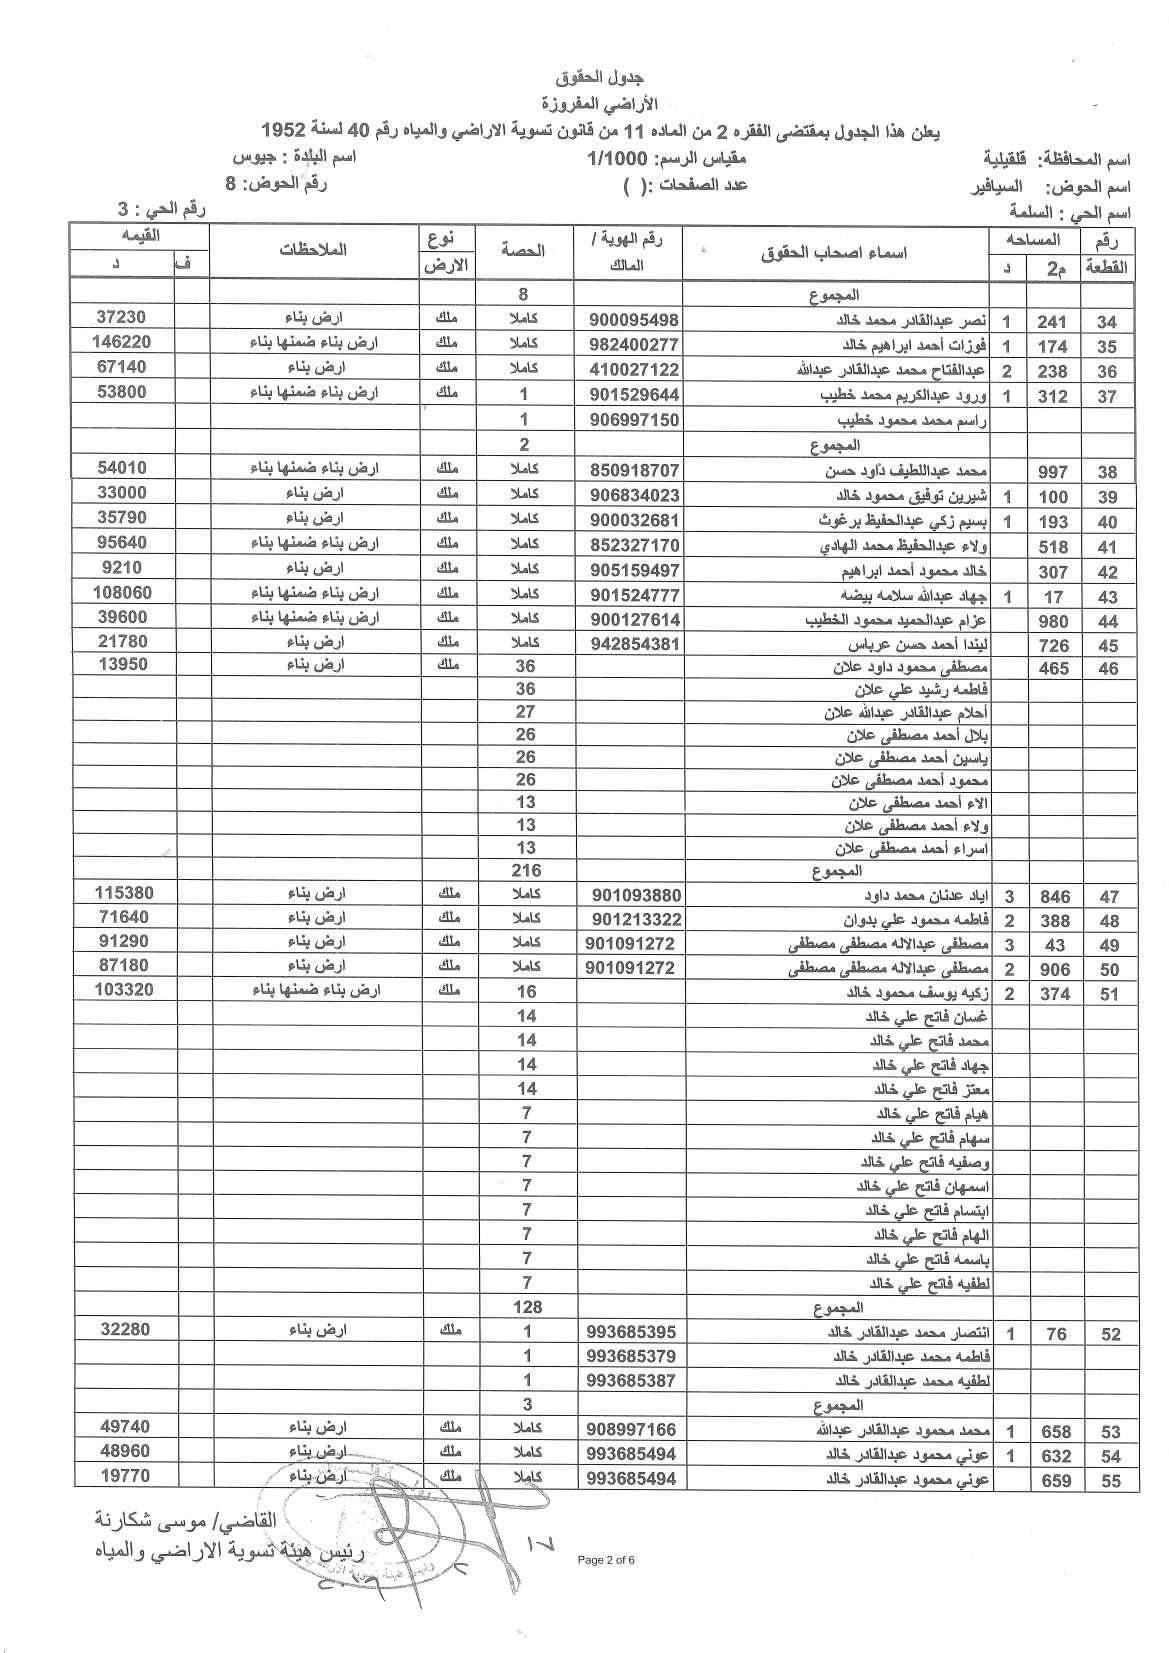 جدول الحقوق
الأراضي المفروزة
يعلن هذا الجدول بمقتضى الفقره 2 من الماده 11 من قانون تسوية الاراضي والمياه رقم 40 لسنة 1952
اسم المحافظة: قلقيلية مقياس الرسم: 1/1000 اسم البلدة : جيوس
اسم الحوض: السيافير عدد الصفحات :( ) رقم الحوض: 8
اسم الحي : السلمة رقم الحي : 3
رقم القطعة المساحه م2 د اسماء اصحاب الحقوق رقم الهوية / المالك الحصة نوع الارض الملاحظات القيمه ف د
المجموع 8
34 241 1 نصر عبدالقادر محمد خالد 900095498 كاملا ملك ارض بناء 37230
35 174 1 فوزات أحمد ابراهيم خالد 982400277 كاملا ملك ارض بناء ضمنها بناء 146220
36 238 2 عبدالفتاح محمد عبدالقادر عبدالله 410027122 كاملا ملك ارض بناء 67140
37 312 1 ورود عبدالكريم محمد خطيب 901529644 1 ملك ارض بناء ضمنها بناء 53800
راسم محمد محمود خطيب 906997150 1
المجموع 2
38 997 محمد عبداللطيف داود حسن 850918707 كاملا ملك ارض بناء ضمنها بناء 54010
39 100 1 شيرين توفيق محمود خالد 906834023 كاملا ملك ارض بناء 33000
40 193 1 بسيم زكي عبدالحفيظ برغوث 900032681 كاملا ملك ارض بناء 35790
41 518 ولاء عبدالحفيظ محمد الهادي 852327170 كاملا ملك ارض بناء ضمنها بناء 95640
42 307 خالد محمود أحمد ابراهيم 905159497 كاملا ملك ارض بناء 9210
43 17 1 جهاد عبدالله سلامه بيضه 901524777 كاملا ملك ارض بناء ضمنها بناء 108060
44 980 عزام عبدالحميد محمود الخطيب 900127614 كاملا ملك ارض بناء ضمنها بناء 39600
45 726 ليندا أحمد حسن عرباس 942854381 كاملا ملك ارض بناء 21780
46 465 مصطفى محمود داود علان 36 ملك ارض بناء 13950
فاطمه رشيد علي علان 36
أحلام عبدالقادر عبدالله علان 27
بلال أحمد مصطفى علان 26
ياسين أحمد مصطفى علان 26
محمود أحمد مصطفى علان 26
الاء أحمد مصطفى علان 13
ولاء أحمد مصطفى علان 13
اسراء أحمد مصطفى علان 13
المجموع 216
47 846 3 اياد عدنان محمد داود 901093880 كاملا ملك ارض بناء 115380
48 388 2 فاطمه محمود علي بدوان 901213322 كاملا ملك ارض بناء 71640
49 43 3 مصطفى عبدالاله مصطفى مصطفى 901091272 كاملا ملك ارض بناء 91290
50 906 2 مصطفى عبدالاله مصطفى مصطفى 901091272 كاملا ملك ارض بناء 87180
51 374 2 زكيه يوسف محمود خالد 16 ملك ارض بناء ضمنها بناء 103320
غسان فاتح علي خالد 14
محمد فاتح علي خالد 14
جهاد فاتح علي خالد 14
معتز فاتح علي خالد 14
هيام فاتح علي خالد 7
سهام فاتح علي خالد 7
وصفيه فاتح علي خالد 7
اسمهان فاتح علي خالد 7
ابتسام فاتح علي خالد 7
الهام فاتح علي خالد 7
باسمه فاتح علي خالد 7
لطفيه فاتح علي خالد 7
المجموع 128
52 76 1 انتصار محمد عبدالقادر خالد 993685395 1 ملك ارض بناء 32280
فاطمه محمد عبدالقادر خالد 993685379 1
لطفيه محمد عبدالقادر خالد 993685387 1
المجموع 3
53 658 1 محمد محمود عبدالقادر عبدالله 908997166 كاملا ملك ارض بناء 49740
54 632 1 عوني محمود عبدالقادر خالد 993685494 كاملا ملك ارض بناء 48960
55 659 عوني محمود عبدالقادر خالد 993685494 كاملا ملك ارض بناء 19770
القاضي/ موسى شكارنة
رئيس هيئة تسوية الاراضي والمياه
Page 2 of 6